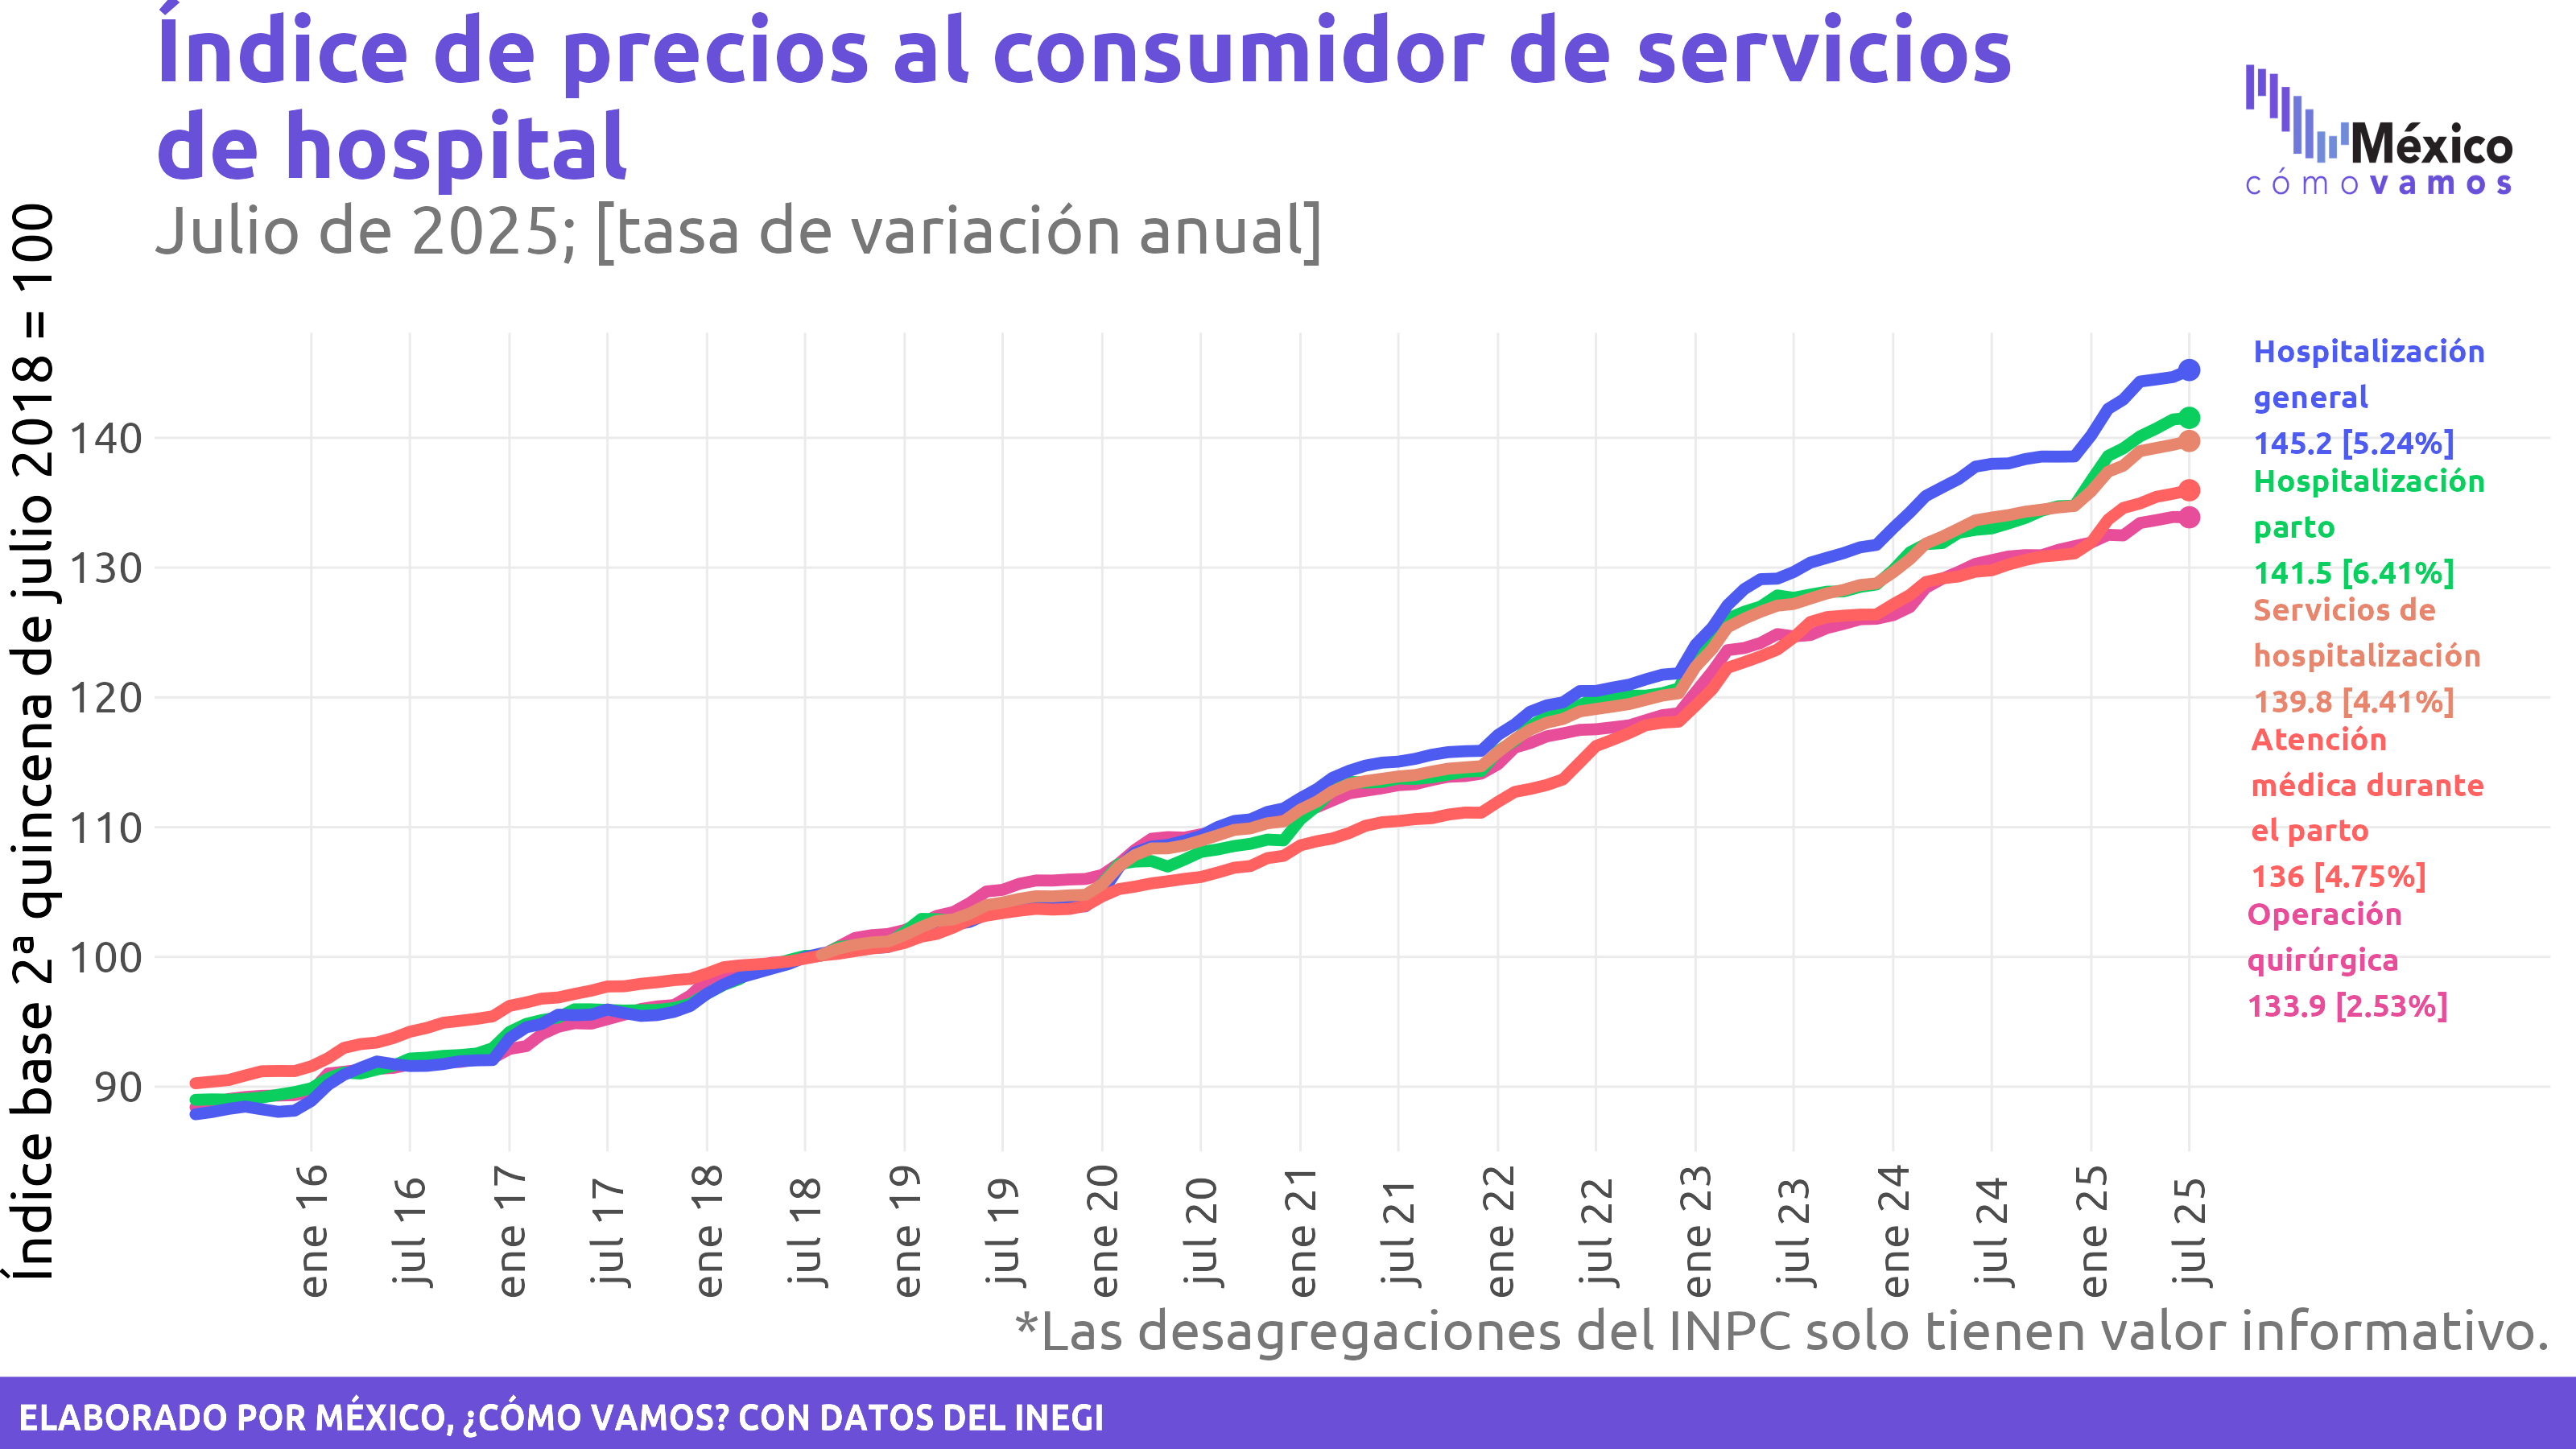 Índice de precios al consumidor de servicios
de hospital
Julio de 2025; [tasa de variación anual]
México
cómovamos
Índice base 2ª quincena de julio 2018 = 100
140
130
120
110
100
90
Hospitalización
general
145.2 [5.24%]
Hospitalización
parto
141.5 [6.41%]
Servicios de
hospitalización
139.8 [4.41%]
Atención
médica durante
el parto
136 [4.75%]
Operación
quirúrgica
133.9 [2.53%]
ene 16
jul 16
ene 17
jul 17
ene 18
jul 18
ene 19
jul 19
ene 20
jul 20
ene 21
jul 21
ene 22
jul 22
ene 23
jul 23
ene 24
jul 24
ene 25
jul 25
*Las desagregaciones del INPC solo tienen valor informativo.
ELABORADO POR MÉXICO, ¿CÓMO VAMOS? CON DATOS DEL INEGI